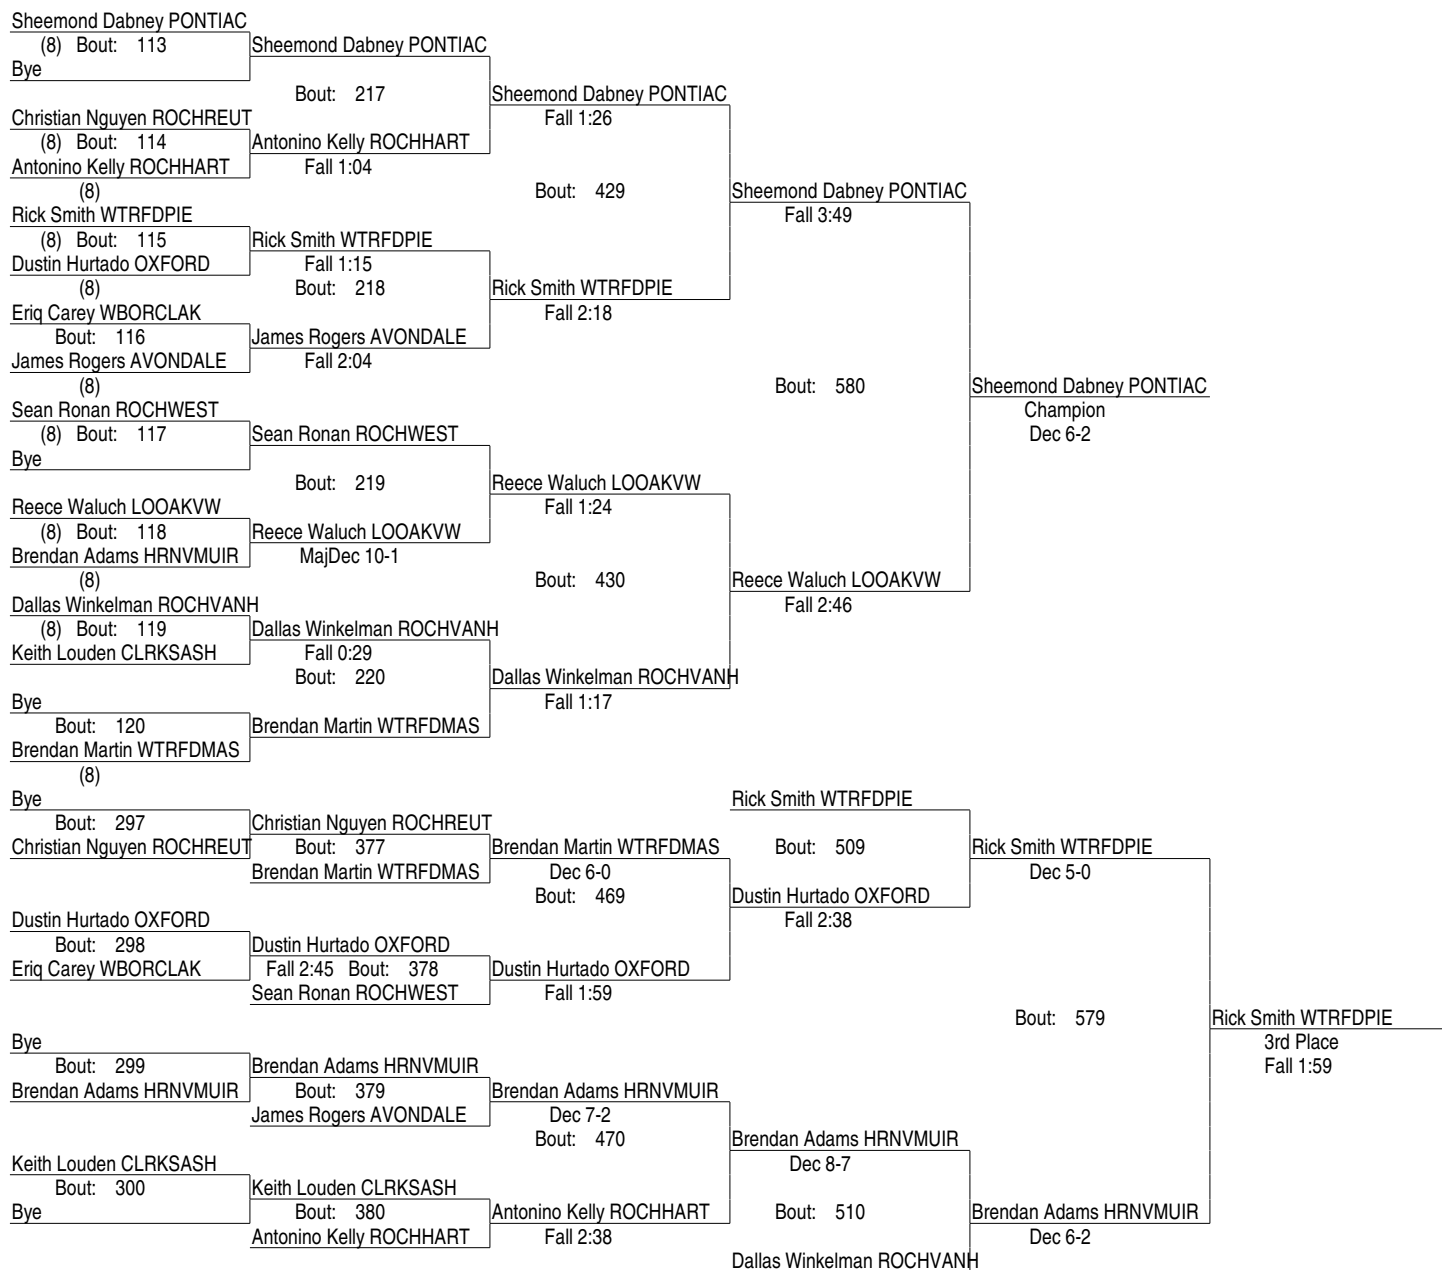 Sheemond Dabney PONTIAC
(8) Bout: 113
Sheemond Dabney PONTIAC
Bye
Bout: 217
Sheemond Dabney PONTIAC
Christian Nguyen ROCHREUT
Fall 1:26
(8) Bout: 114
Antonino Kelly ROCHHART
Antonino Kelly ROCHHART
Fall 1:04
(8)
Bout: 429
Sheemond Dabney PONTIAC
Rick Smith WTRFDPIE
Fall 3:49
(8) Bout: 115
Rick Smith WTRFDPIE
Dustin Hurtado OXFORD
Fall 1:15
(8)
Bout: 218
Rick Smith WTRFDPIE
Eriq Carey WBORCLAK
Fall 2:18
Bout: 116
James Rogers AVONDALE
James Rogers AVONDALE
Fall 2:04
(8)
Bout: 580
Sheemond Dabney PONTIAC
Sean Ronan ROCHWEST
Champion
(8) Bout: 117
Sean Ronan ROCHWEST
Dec 6-2
Bye
Bout: 219
Reece Waluch LOOAKVW
Reece Waluch LOOAKVW
Fall 1:24
(8) Bout: 118
Reece Waluch LOOAKVW
Brendan Adams HRNVMUIR
MajDec 10-1
(8)
Bout: 430
Reece Waluch LOOAKVW
Dallas Winkelman ROCHVANH
Fall 2:46
(8) Bout: 119
Dallas Winkelman ROCHVANH
Keith Louden CLRKSASH
Fall 0:29
Bout: 220
Dallas Winkelman ROCHVANH
Bye
Fall 1:17
Bout: 120
Brendan Martin WTRFDMAS
Brendan Martin WTRFDMAS
(8)
Bye
Rick Smith WTRFDPIE
Bout: 297
Christian Nguyen ROCHREUT
Christian Nguyen ROCHREUT
Bout: 377
Brendan Martin WTRFDMAS
Bout: 509
Rick Smith WTRFDPIE
Brendan Martin WTRFDMAS
Dec 6-0
Dec 5-0
Bout: 469
Dustin Hurtado OXFORD
Dustin Hurtado OXFORD
Fall 2:38
Bout: 298
Dustin Hurtado OXFORD
Eriq Carey WBORCLAK
Fall 2:45 Bout: 378
Dustin Hurtado OXFORD
Sean Ronan ROCHWEST
Fall 1:59
Bout: 579
Rick Smith WTRFDPIE
Bye
3rd Place
Bout: 299
Brendan Adams HRNVMUIR
Fall 1:59
Brendan Adams HRNVMUIR
Bout: 379
Brendan Adams HRNVMUIR
James Rogers AVONDALE
Dec 7-2
Bout: 470
Brendan Adams HRNVMUIR
Keith Louden CLRKSASH
Dec 8-7
Bout: 300
Keith Louden CLRKSASH
Bye
Bout: 380
Antonino Kelly ROCHHART
Bout: 510
Brendan Adams HRNVMUIR
Antonino Kelly ROCHHART
Fall 2:38
Dec 6-2
Dallas Winkelman ROCHVANH